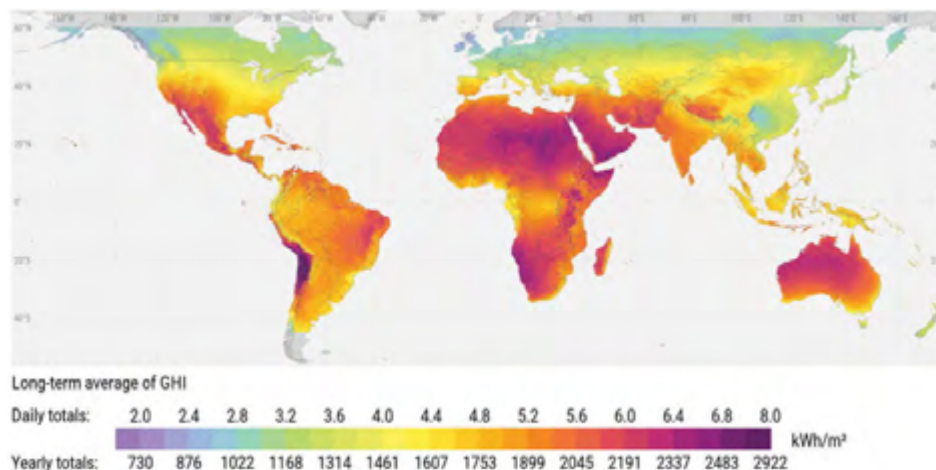 Long-term average of GHI
Daily totals: 2.0 2.4 2.8 3.2 3.6 4.0 4.4 4.8 5.2 5.6 6.0 6.4 6.8 8.0
kWh/m²
Yearly totals: 730 876 1022 1168 1314 1461 1607 1753 1899 2045 2191 2337 2483 2922